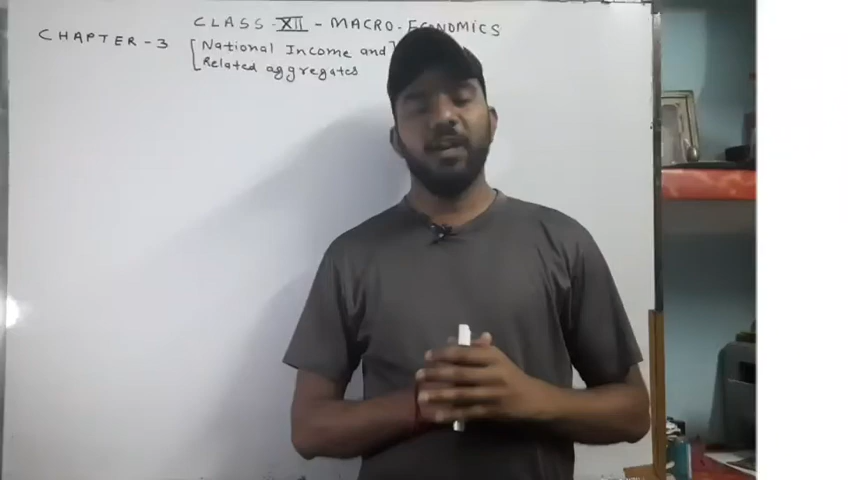 CLASS - XII - MACRO-ECONOMICS
CHAPTER - 3 [National Income and]
[Related aggregates